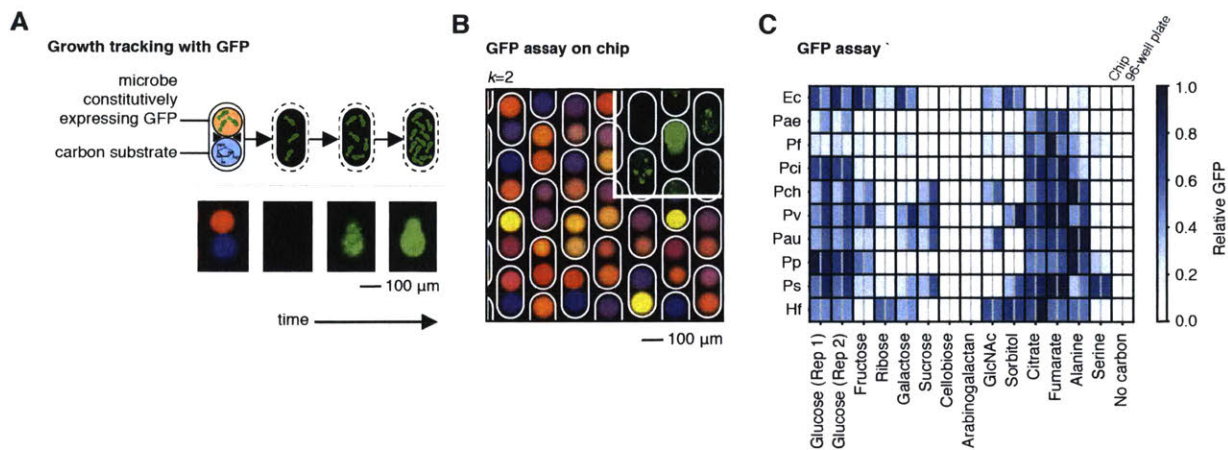 A
Growth tracking with GFP
microbe
constitutively
expressing GFP
carbon substrate
100 µm
time
B
GFP assay on chip
k=2
100 µm
C
GFP assay `
Chip
96-well plate
Ec
Pae
Pf
Pci
Pch
Pv
Pau
Pp
Ps
Hf
Glucose (Rep 1)
Glucose (Rep 2)
Fructose
Ribose
Galactose
Sucrose
Cellobiose
Arabinogalactan
GlcNAc
Sorbitol
Citrate
Fumarate
Alanine
Serine
No carbon
1.0
0.8
0.6
0.4
0.2
0.0
Relative GFP